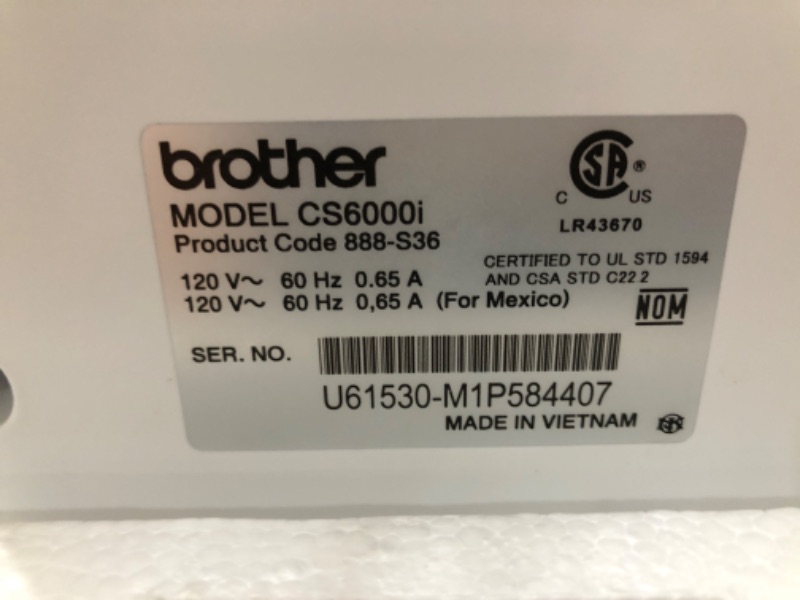 brother
MODEL CS6000i
Product Code 888-S36
120 V~ 60 Hz 0.65 A
120 V~ 60 Hz 0,65 A (For Mexico)
SA ®
C US
LR43670
CERTIFIED TO UL STD 1594
AND CSA STD C22 2
NOM
SER. NO.
U61530-M1P584407
MADE IN VIETNAM